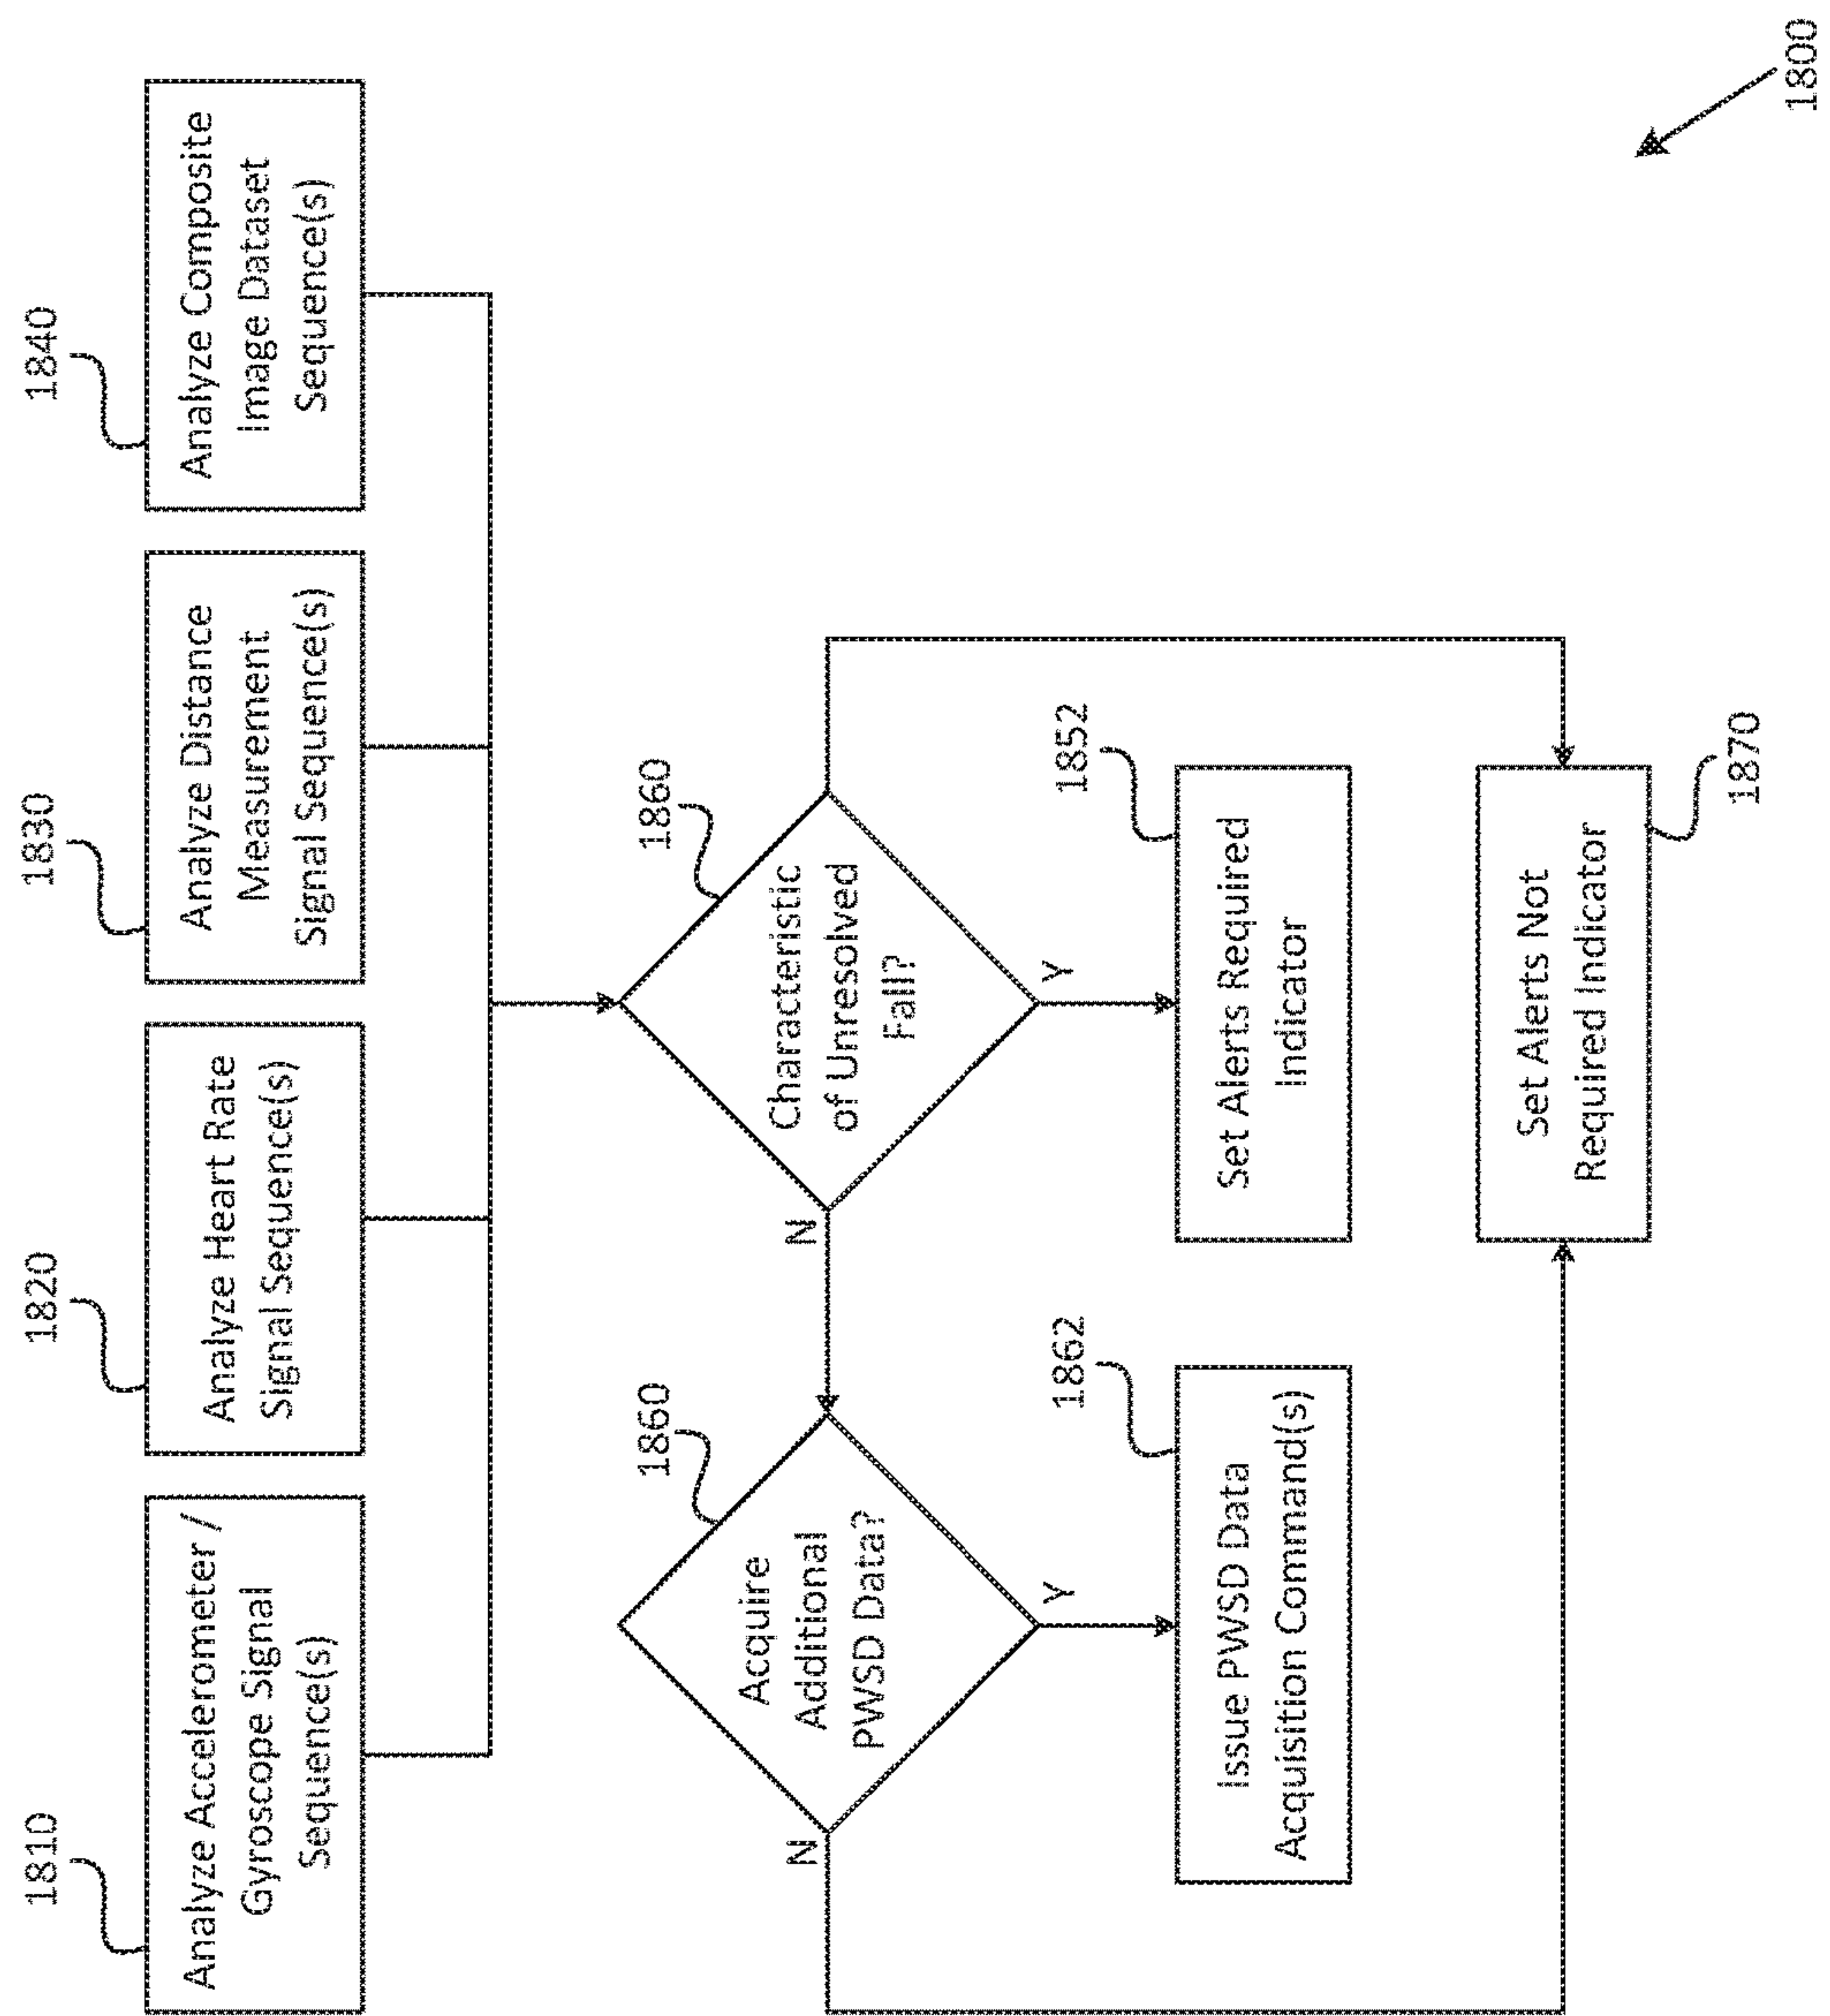 1810
Analyze Accelerometer /
Gyroscope Signal
Sequence(s)
1820
Analyze Heart Rate
Signal Sequence(s)
1830
Analyze Distance
Measurement
Signal Sequence(s)
1840
Analyze Composite
Image Dataset
Sequence(s)
1860
Acquire
Additional
PWSD Data?
N
Y
1860
Characteristic
of Unresolved
Fall?
N
Y
1862
Issue PWSD Data
Acquisition Command(s)
1852
Set Alerts Required
Indicator
Set Alerts Not
Required Indicator
1870
1800